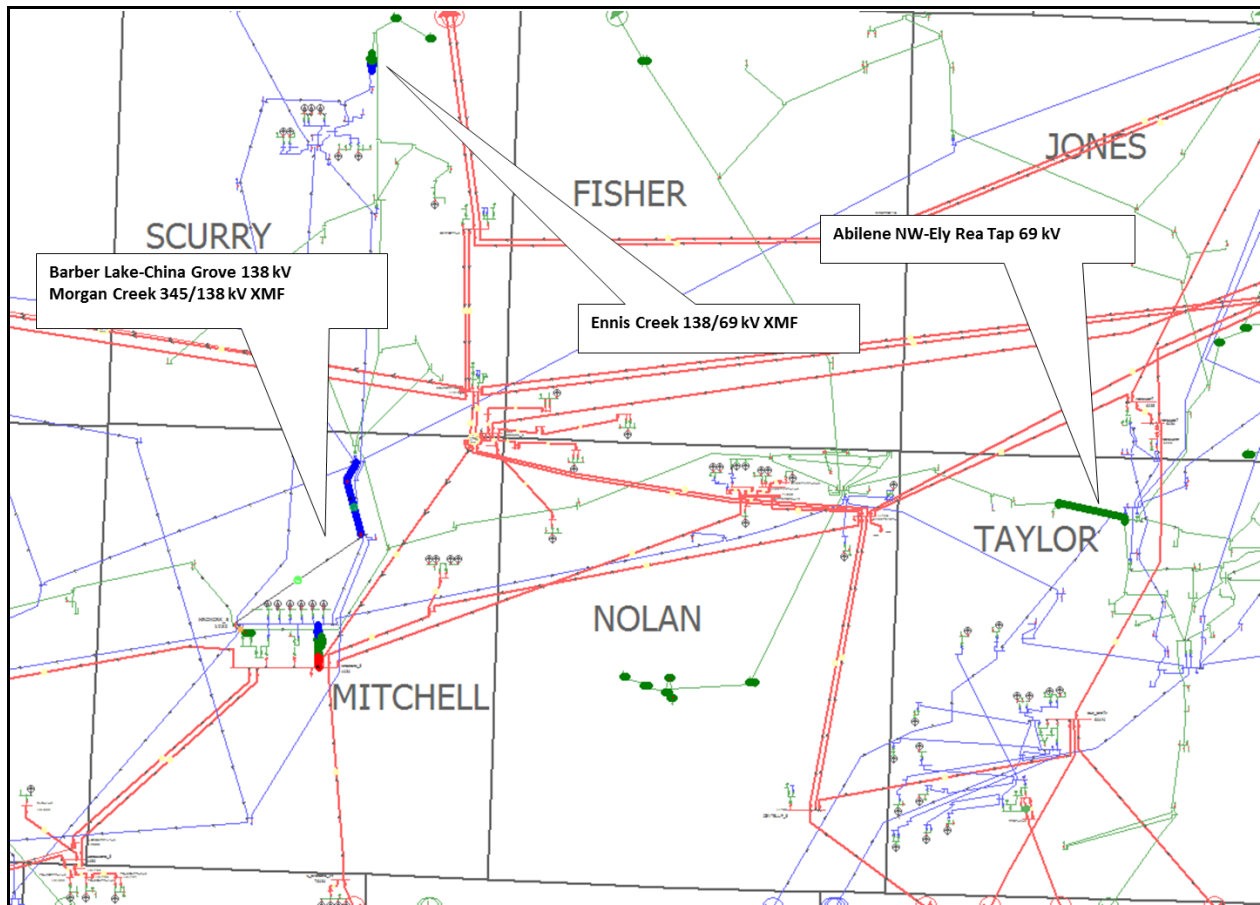 JONES
FISHER
SCURRY
Abilene NW-Ely Rea Tap 69 kV
Barber Lake-China Grove 138 kV
Morgan Creek 345/138 kV XMF
Ennis Creek 138/69 kV XMF
TAYLOR
NOLAN
MITCHELL